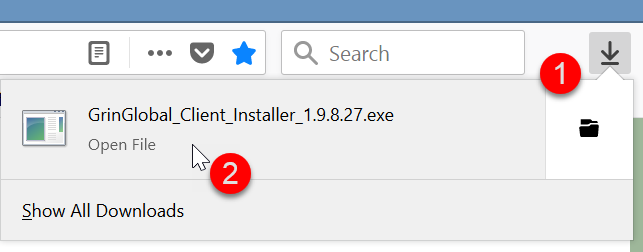 Search
1
GrinGlobal_Client_Installer_1.9.8.27.exe
Open File
2
Show All Downloads